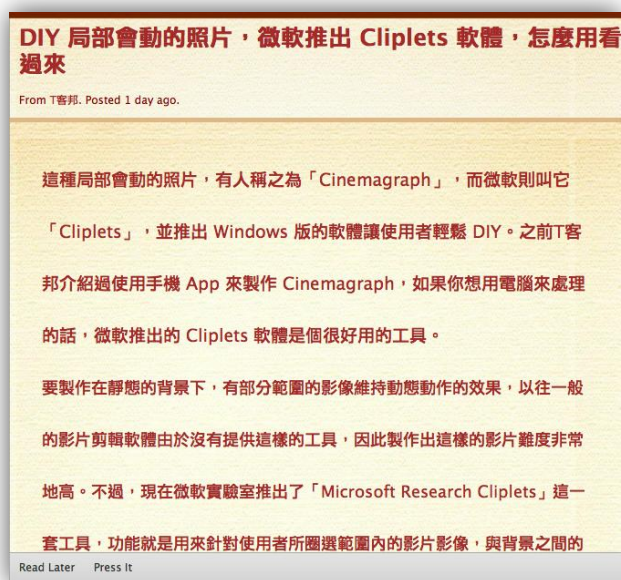 DIY 局部會動的照片，微軟推出 Cliplets 軟體，怎麼用看
過來
From T客邦. Posted 1 day ago.
這種局部會動的照片，有人稱之為「Cinemagraph」，而微軟則叫它
「Cliplets」，並推出 Windows 版的軟體讓使用者輕鬆 DIY。之前T客
邦介紹過使用手機 App 來製作 Cinemagraph，如果你想用電腦來處理
的話，微軟推出的 Cliplets 軟體是個很好用的工具。
要製作在靜態的背景下，有部分範圍的影像維持動態動作的效果，以往一般
的影片剪輯軟體由於沒有提供這樣的工具，因此製作出這樣的影片難度非常
地高。不過，現在微軟實驗室推出了「Microsoft Research Cliplets」這一
套工具，功能就是用來針對使用者所圈選範圍內的影片影像，與背景之間的
Read Later Press It